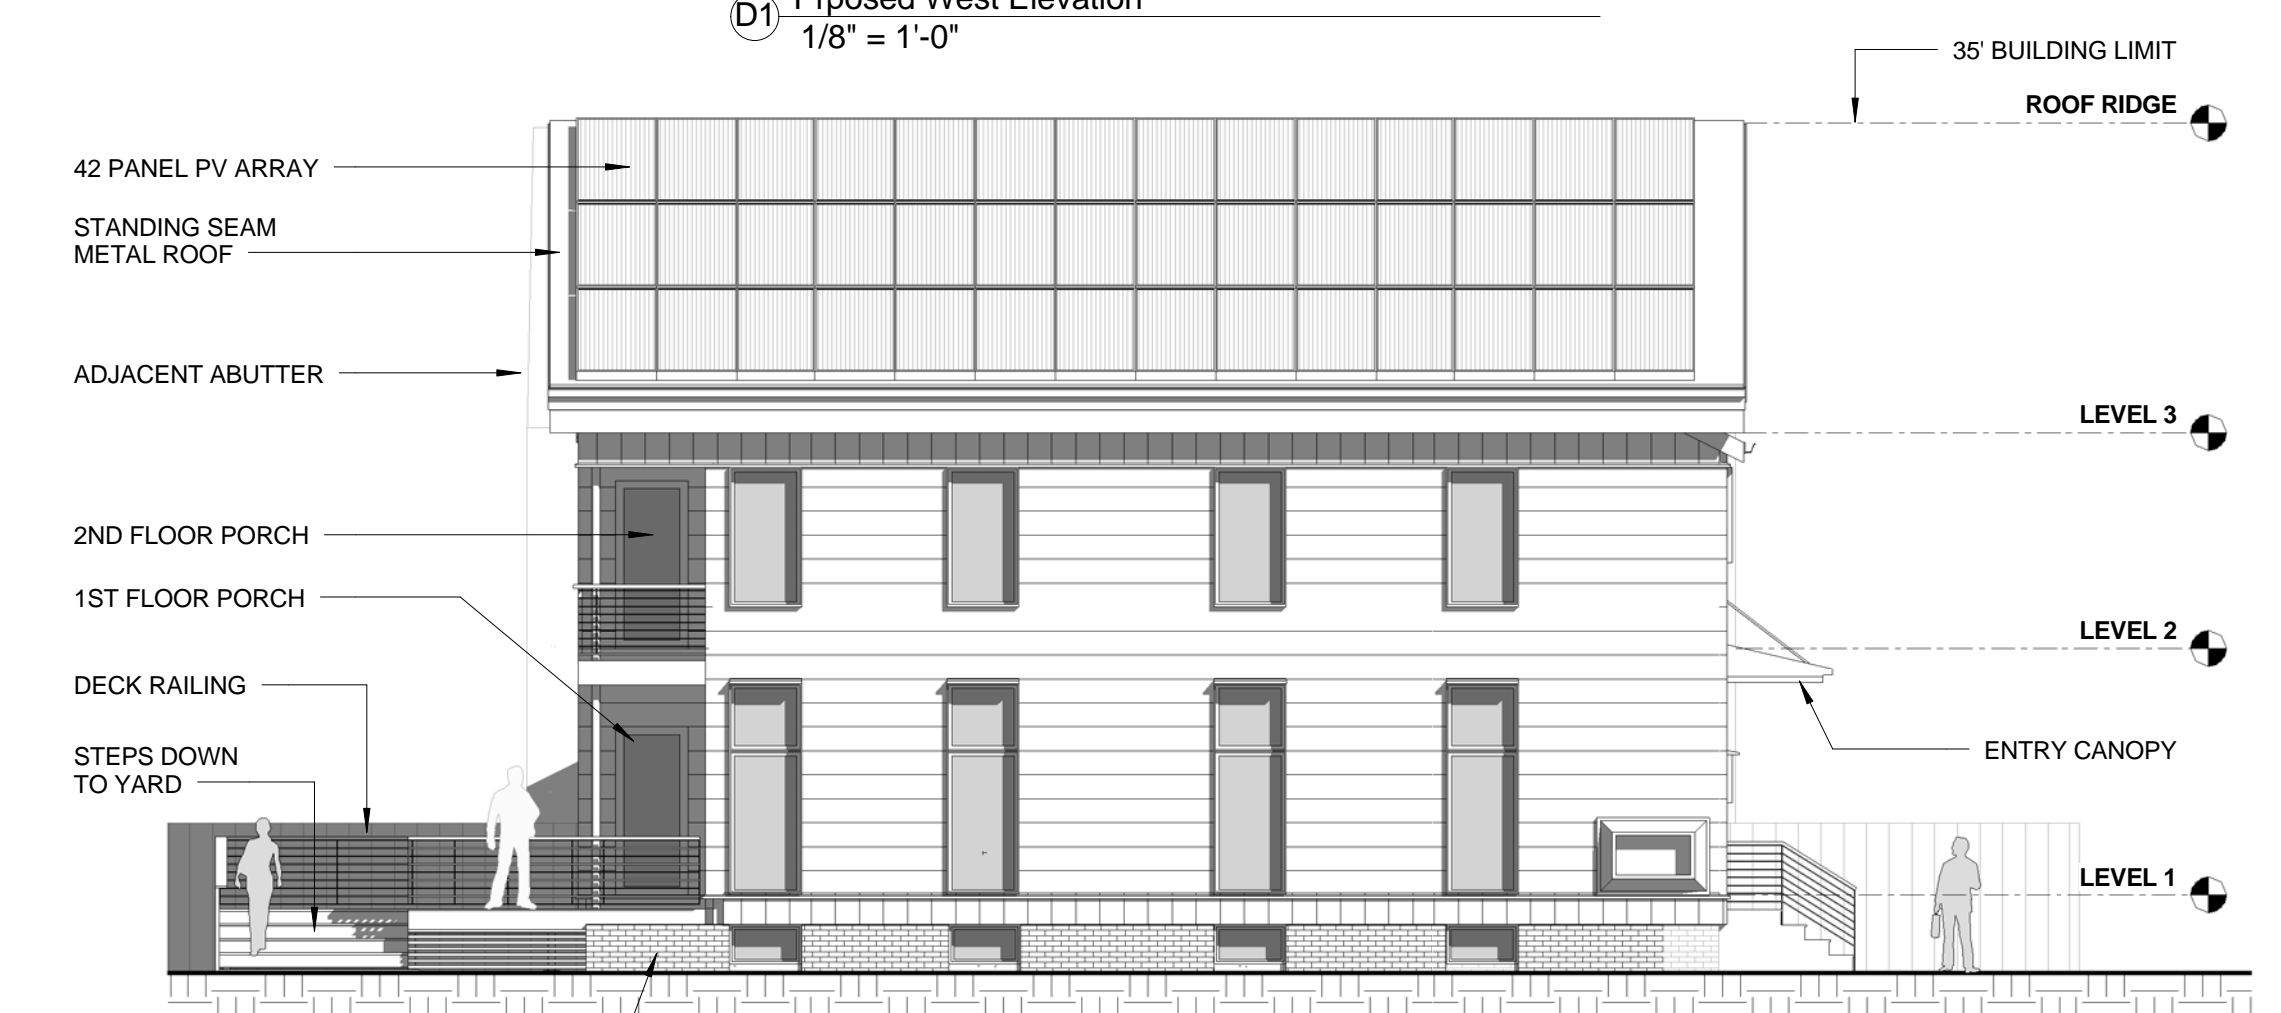 D1
Prposed West Elevation
1/8" = 1'-0"
35' BUILDING LIMIT
ROOF RIDGE
42 PANEL PV ARRAY
STANDING SEAM
METAL ROOF
ADJACENT ABUTTER
LEVEL 3
2ND FLOOR PORCH
1ST FLOOR PORCH
LEVEL 2
DECK RAILING
STEPS DOWN
TO YARD
ENTRY CANOPY
LEVEL 1